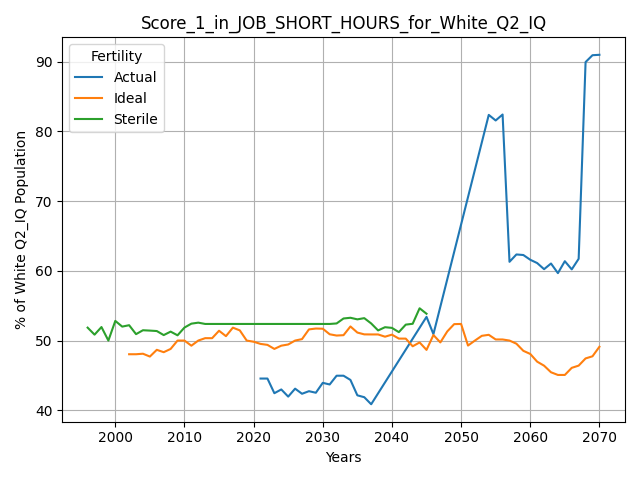 Score_1_in_JOB_SHORT_HOURS_for_White_Q2_IQ
Fertility
Actual
Ideal
Sterile
% of White Q2_IQ Population
90
80
70
60
50
40
2000
2010
2020
2030
2040
2050
2060
2070
Years